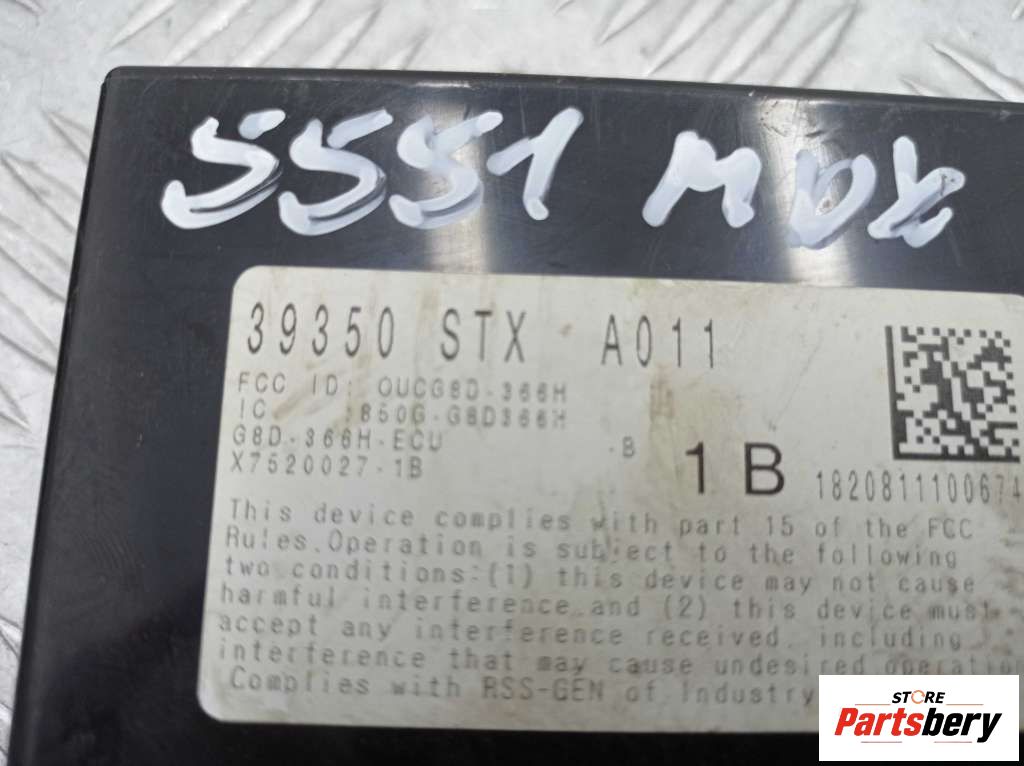 5551 MDX
39350 STX A011
FCC ID: OUCG8D-366H
IC :850G-G8D366H
G8D-366H-ECU .B
X7520027-1B
1B
1820811100674
This device complies with part 15 of the FCC
Rules.Operation is subject to the following
two conditions:(1) this device may not cause
harmful interference.and (2) this device must
accept any interference received. including
interference that may cause undesired operation
Complies with RSS-GEN of Industry
STORE
Partsbery